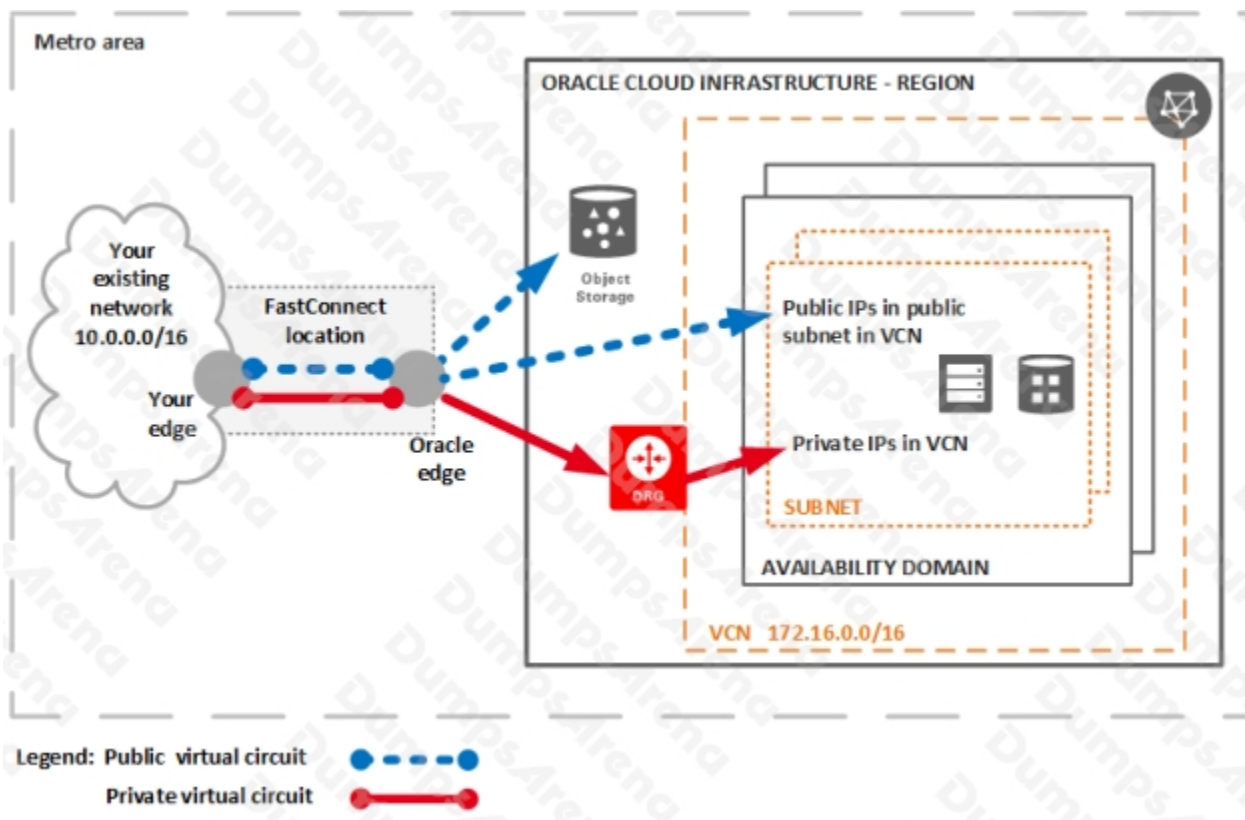 Metro area
ORACLE CLOUD INFRASTRUCTURE - REGION
Your
existing
network
10.0.0.0/16
FastConnect
location
Your
edge
Oracle
edge
Object
Storage
DRG
Public IPs in public
subnet in VCN
Private IPs in VCN
SUBNET
AVAILABILITY DOMAIN
VCN 172.16.0.0/16
Legend: Public virtual circuit
Private virtual circuit
DumpsArena